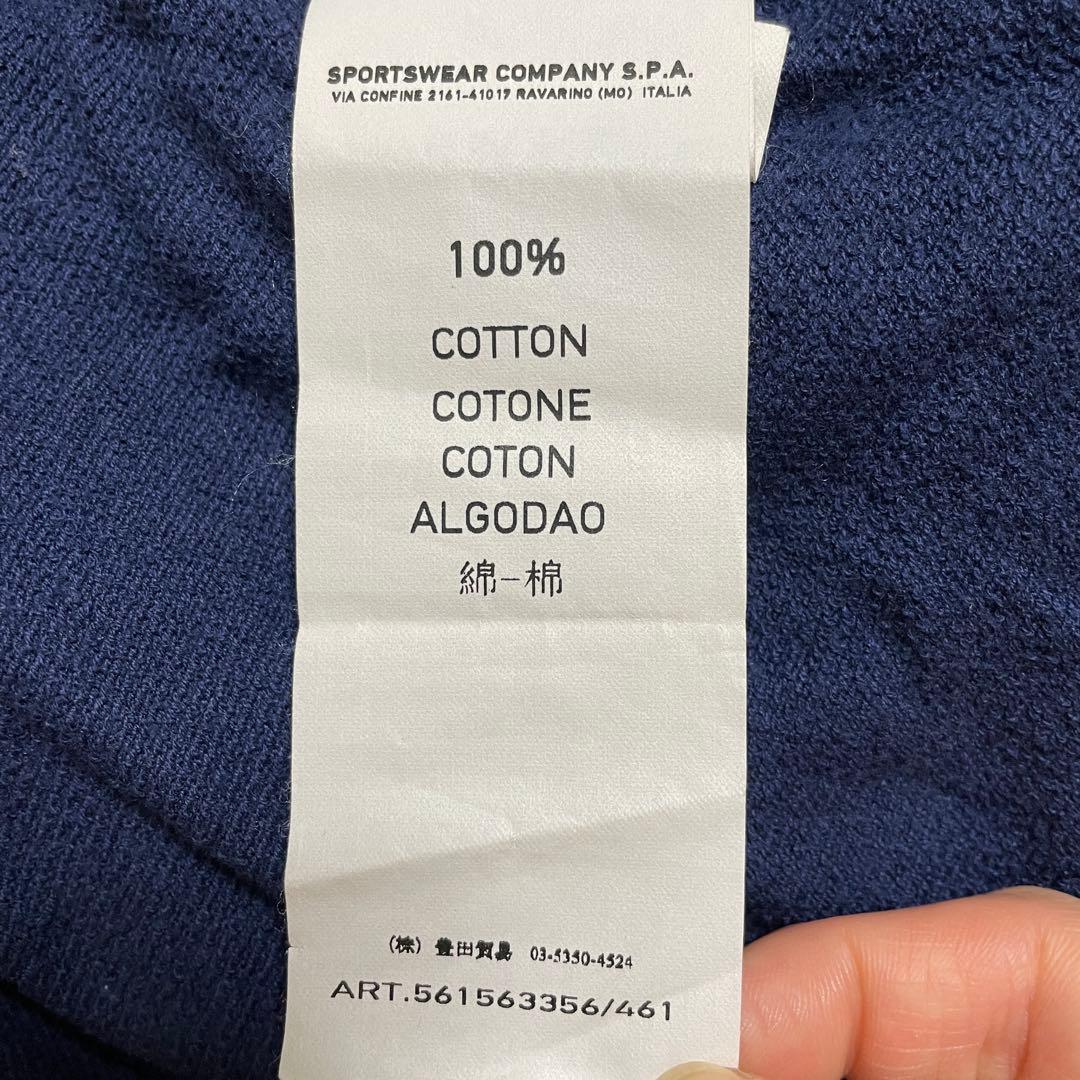 SPORTSWEAR COMPANY S.P.A.
VIA CONFINE 2161-41017 RAVARINO (MO) ITALIA
100%
COTTON
COTONE
COTON
ALGODAO
綿-棉
(株) 豊田貿易 03-5350-4524
ART.561563356/461